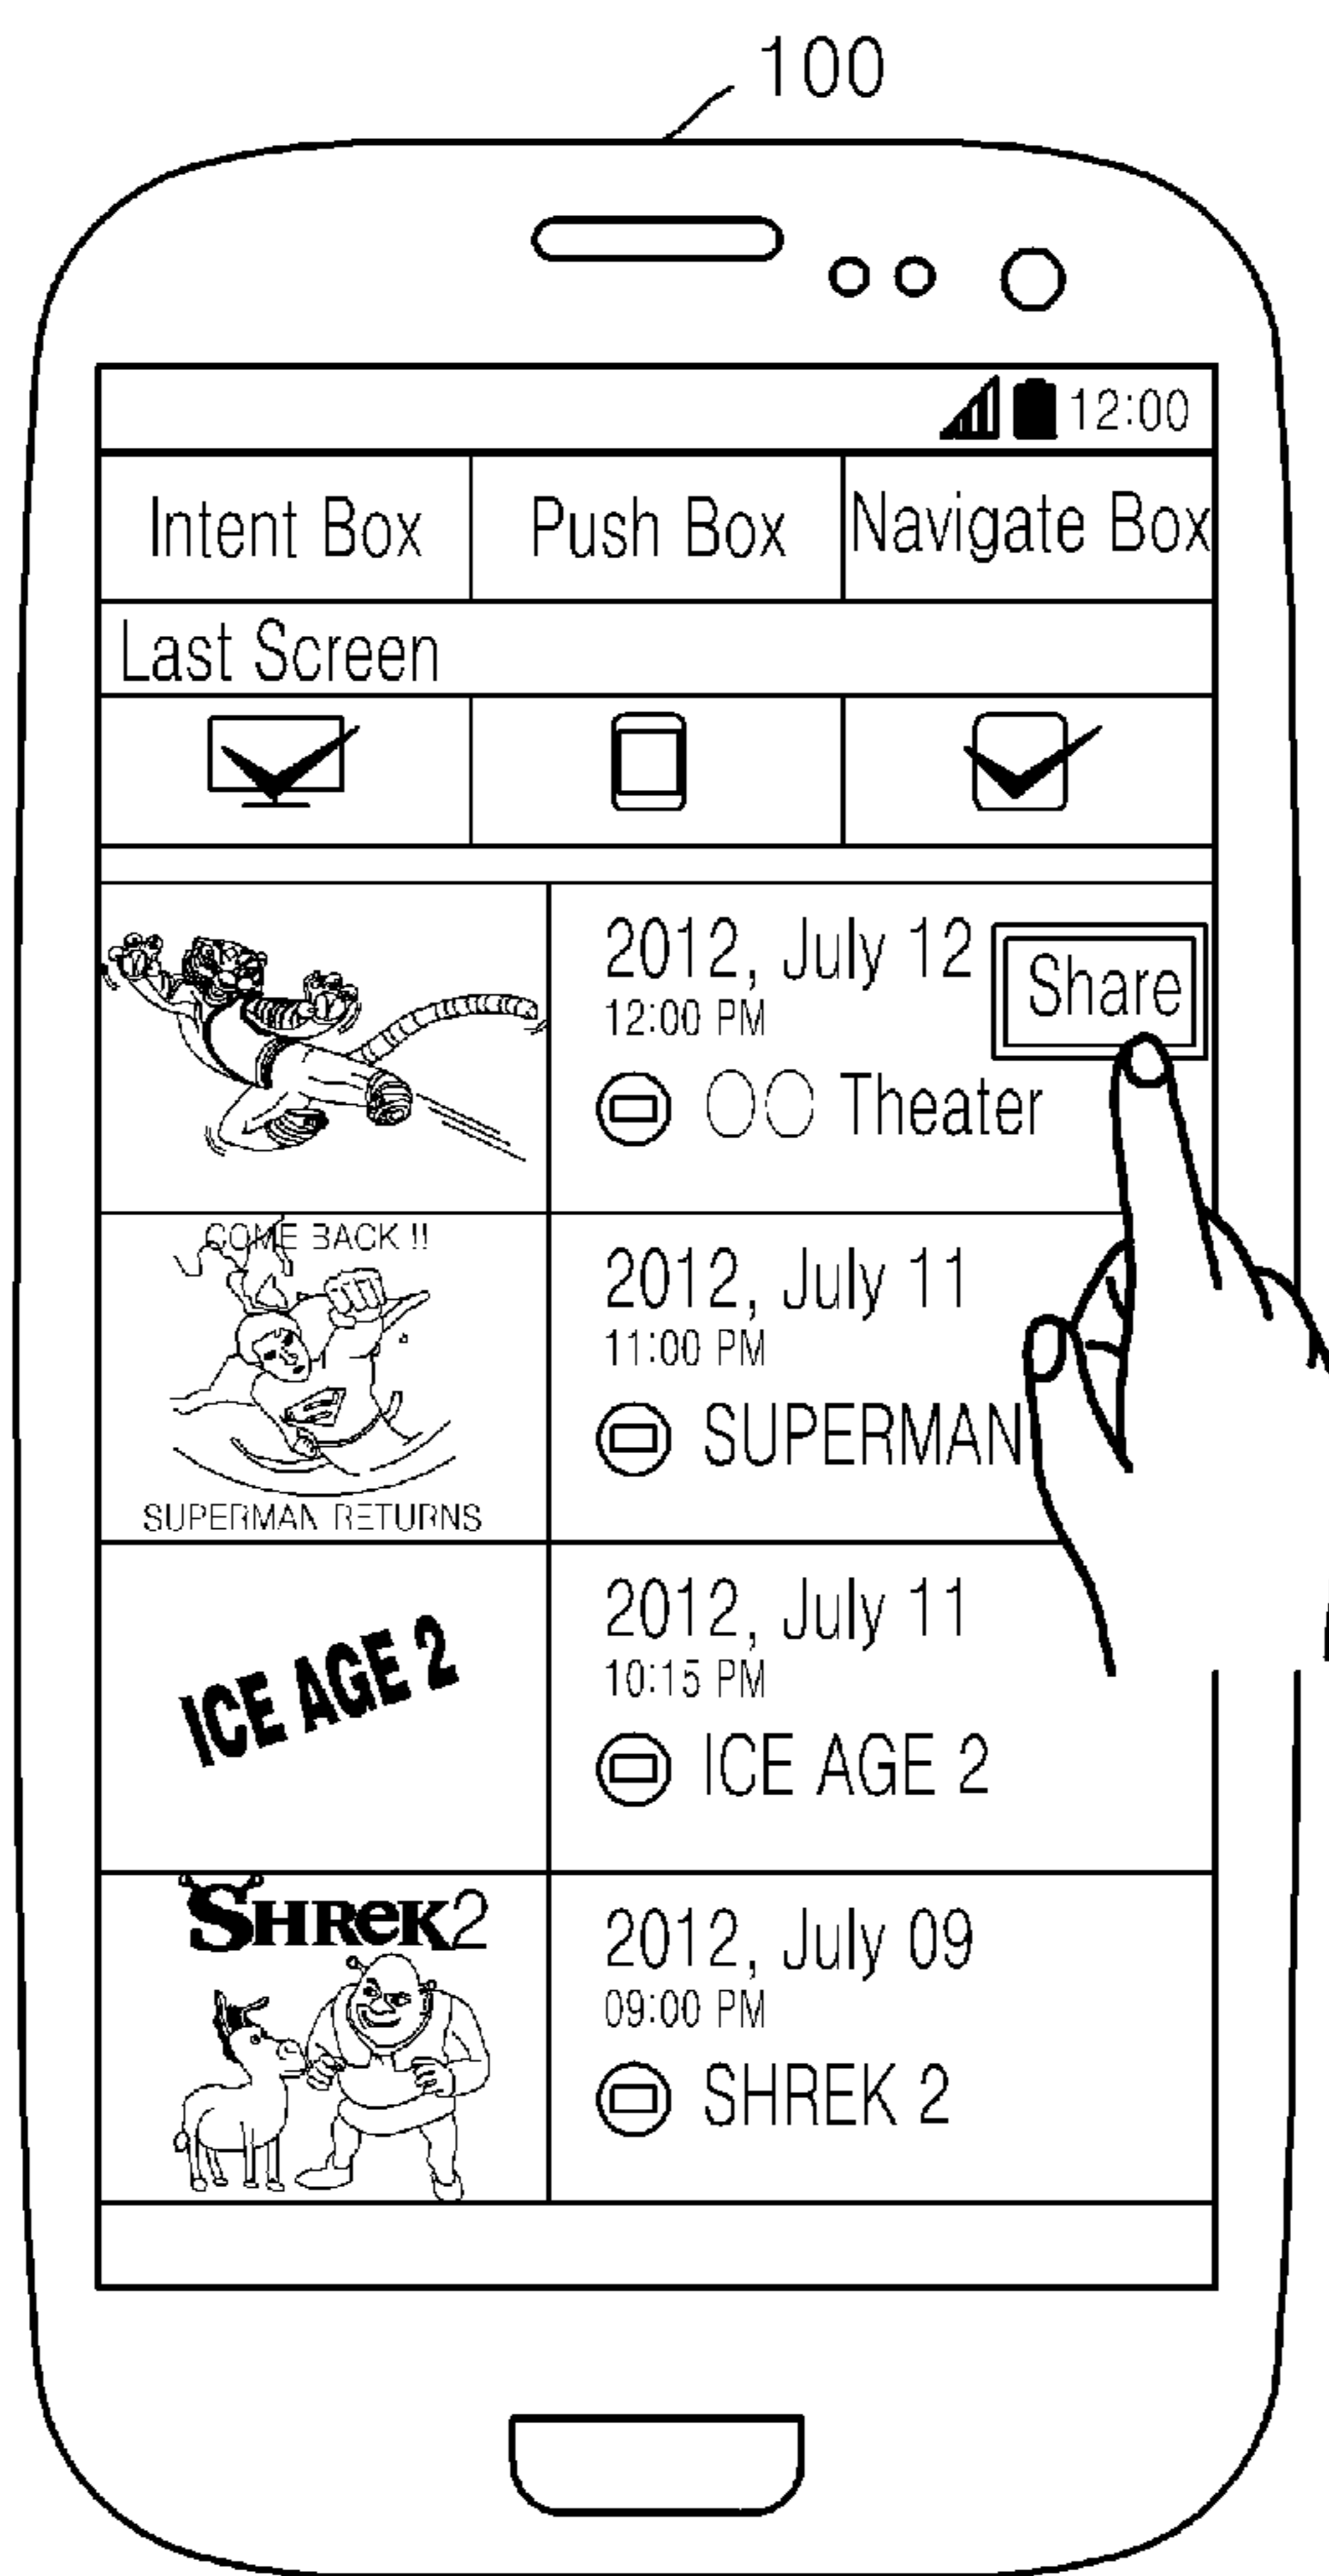 100
12:00
Intent Box Push Box Navigate Box
Last Screen
2012, July 12
Share
12:00 PM
○○ Theater
COME BACK !!
SUPERMAN RETURNS
2012, July 11
11:00 PM
SUPERMAN
ICE AGE 2
2012, July 11
10:15 PM
ICE AGE 2
SHReK2
2012, July 09
09:00 PM
SHREK 2